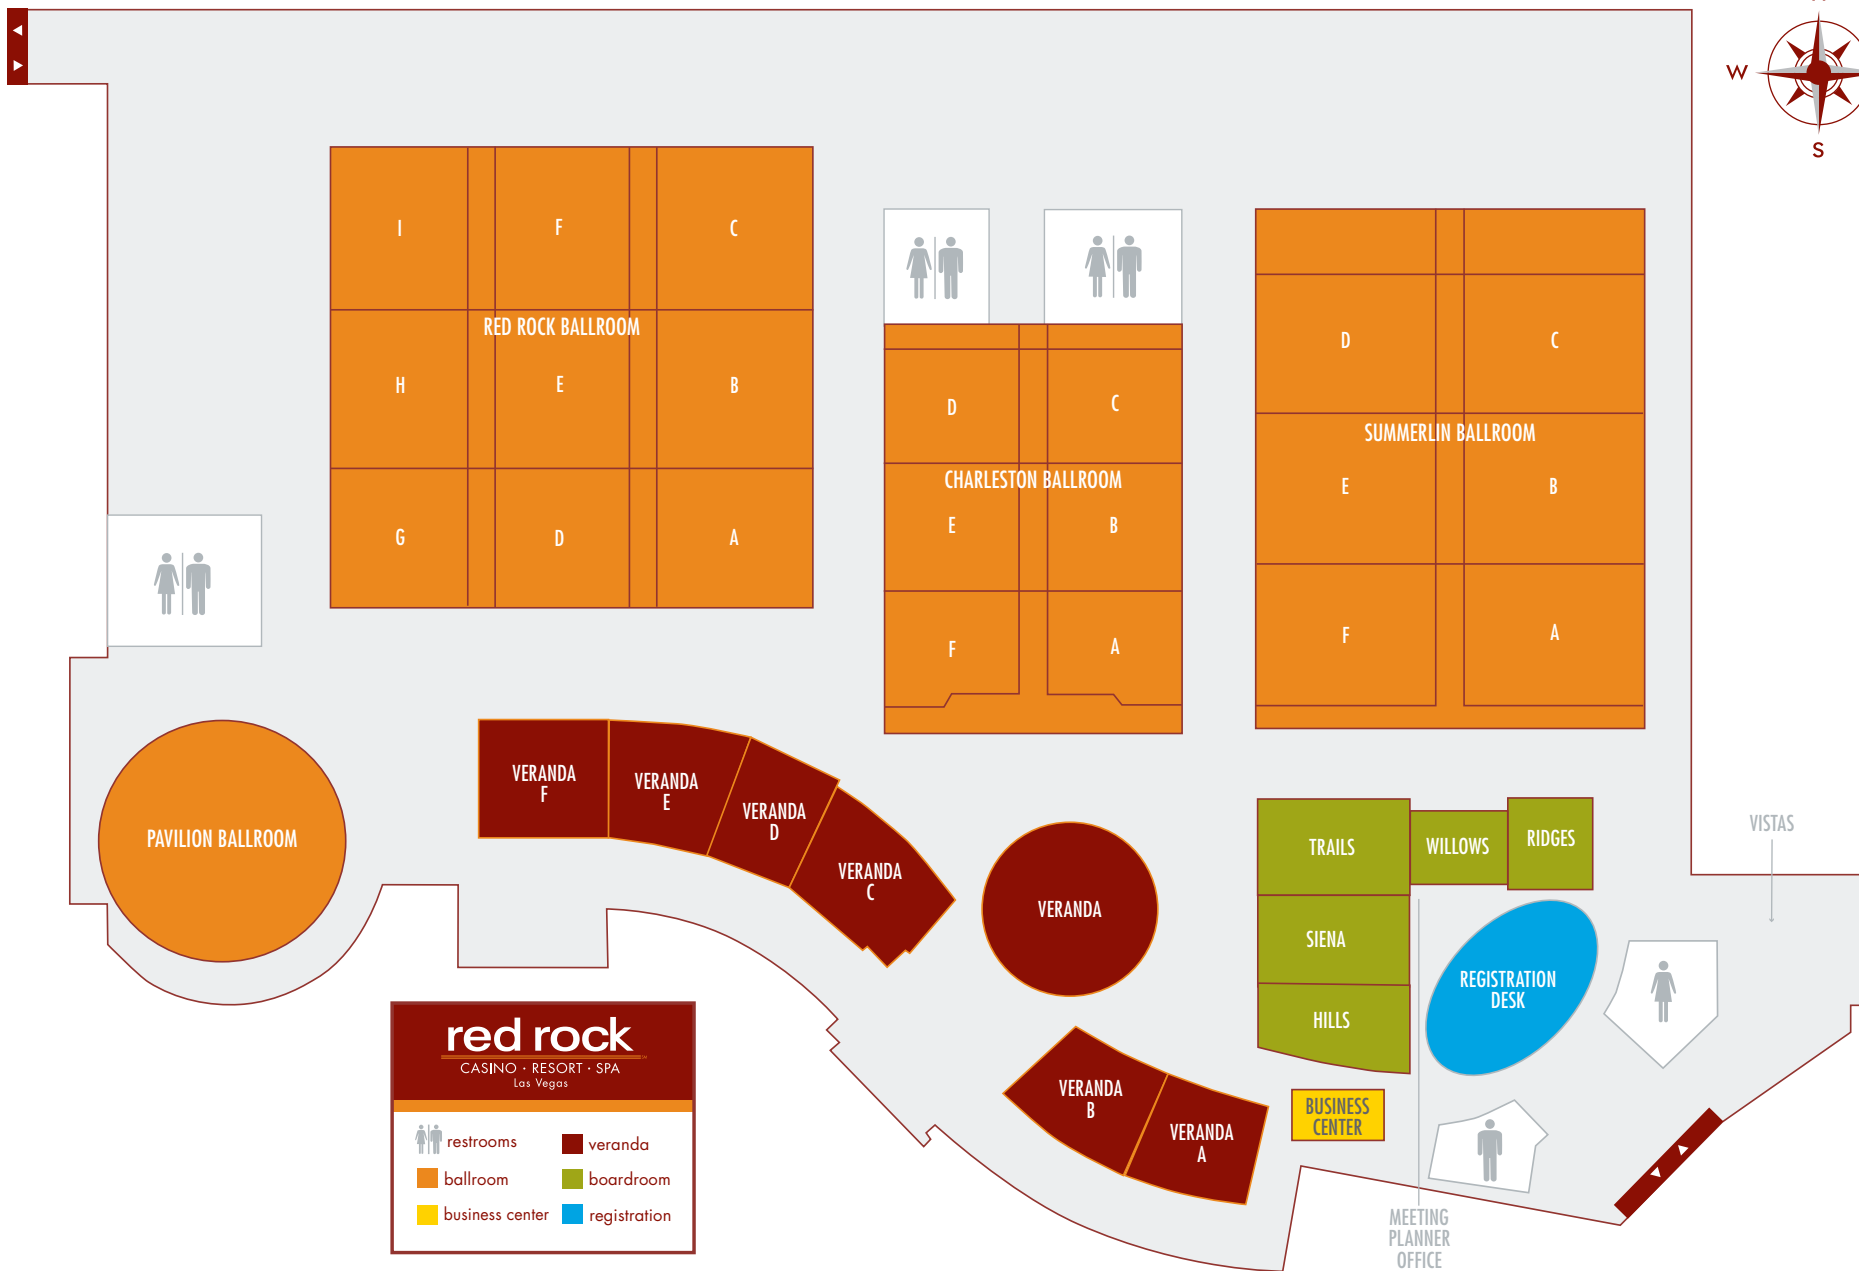 W
S
I
F
C
RED ROCK BALLROOM
H
E
B
G
D
A
D
C
CHARLESTON BALLROOM
E
B
F
A
D
C
SUMMERLIN BALLROOM
E
B
F
A
PAVILION BALLROOM
VERANDA
F
VERANDA
E
VERANDA
D
VERANDA
C
VERANDA
VERANDA
B
VERANDA
A
TRAILS
WILLOWS
RIDGES
SIENA
HILLS
REGISTRATION
DESK
VISTAS
BUSINESS
CENTER
MEETING
PLANNER
OFFICE
red rock
CASINO · RESORT · SPA
Las Vegas
restrooms
veranda
ballroom
boardroom
business center
registration